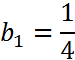 b₁ = 1/4